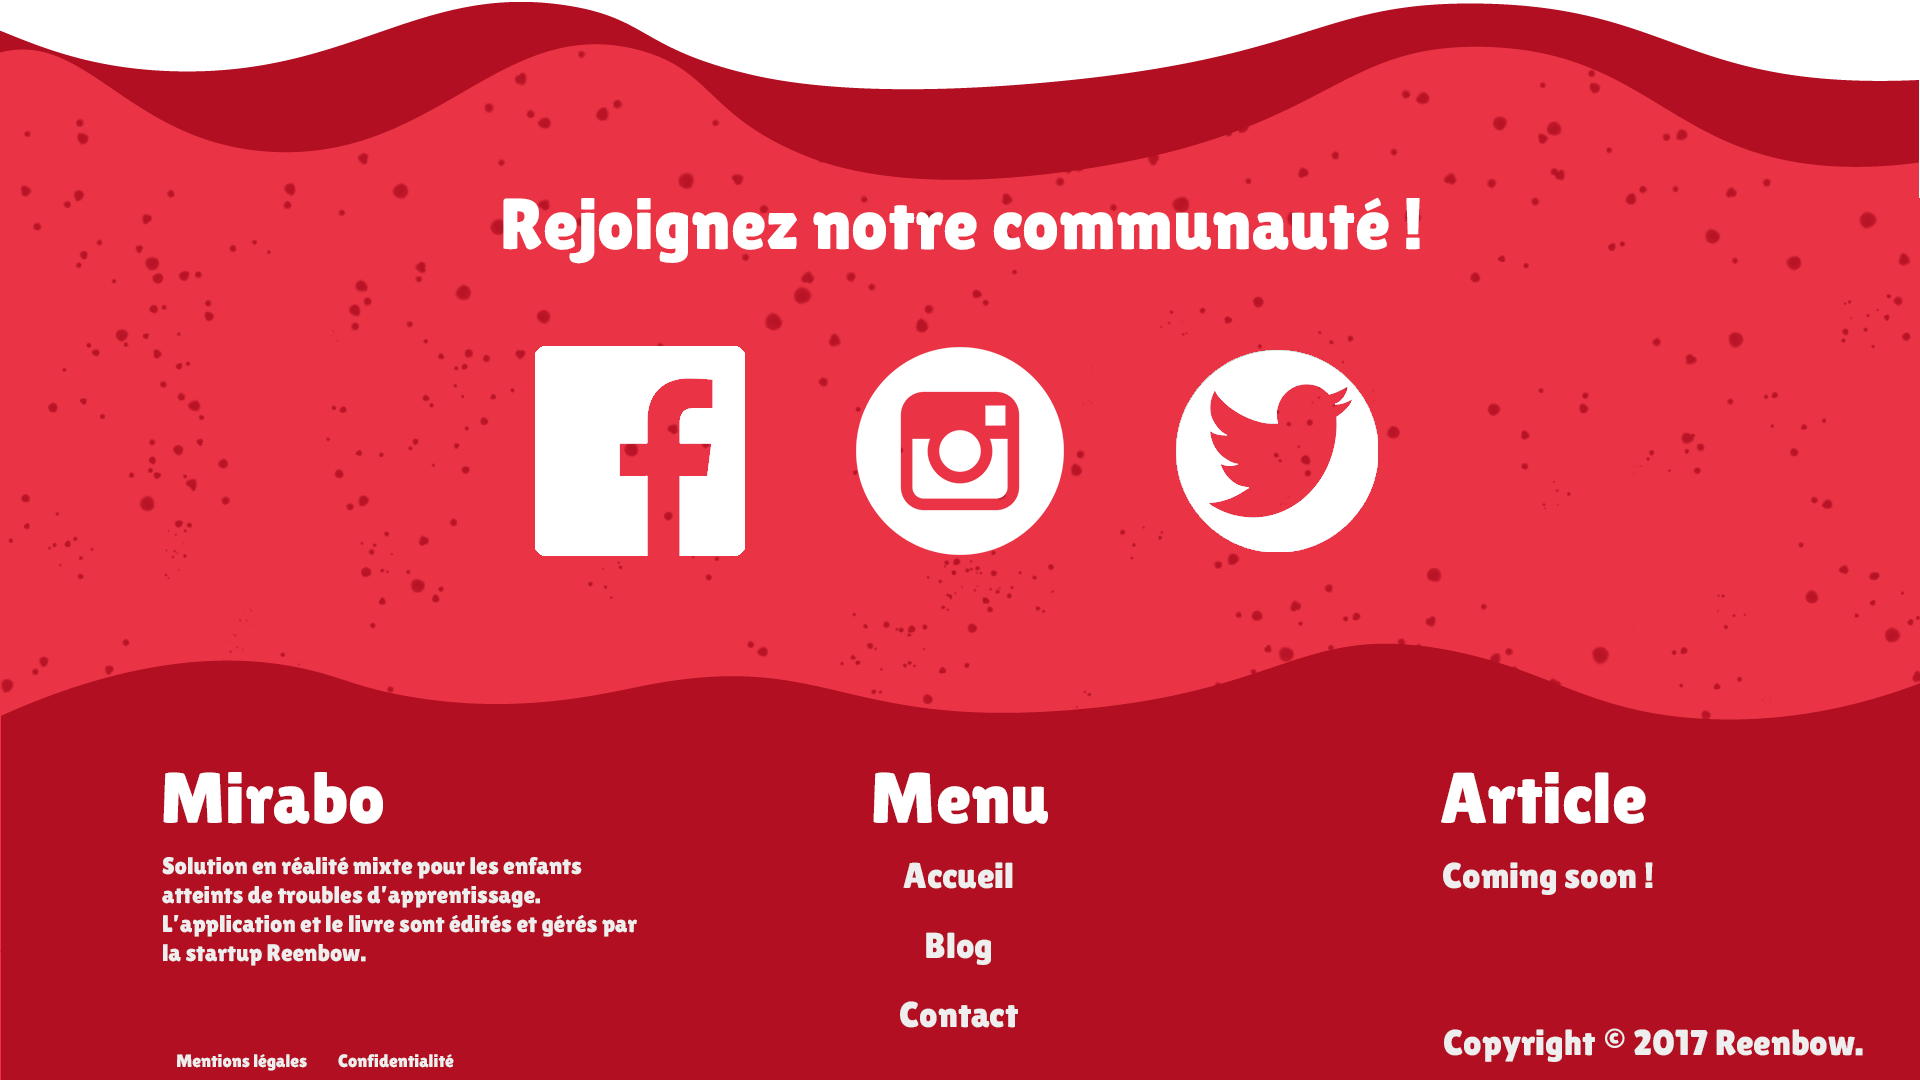 Rejoignez notre communauté !
Mirabo
Solution en réalité mixte pour les enfants
atteints de troubles d'apprentissage.
L'application et le livre sont édités et gérés par
la startup Reenbow.
Mentions légales Confidentialité
Menu
Accueil
Blog
Contact
Article
Coming soon !
Copyright © 2017 Reenbow.